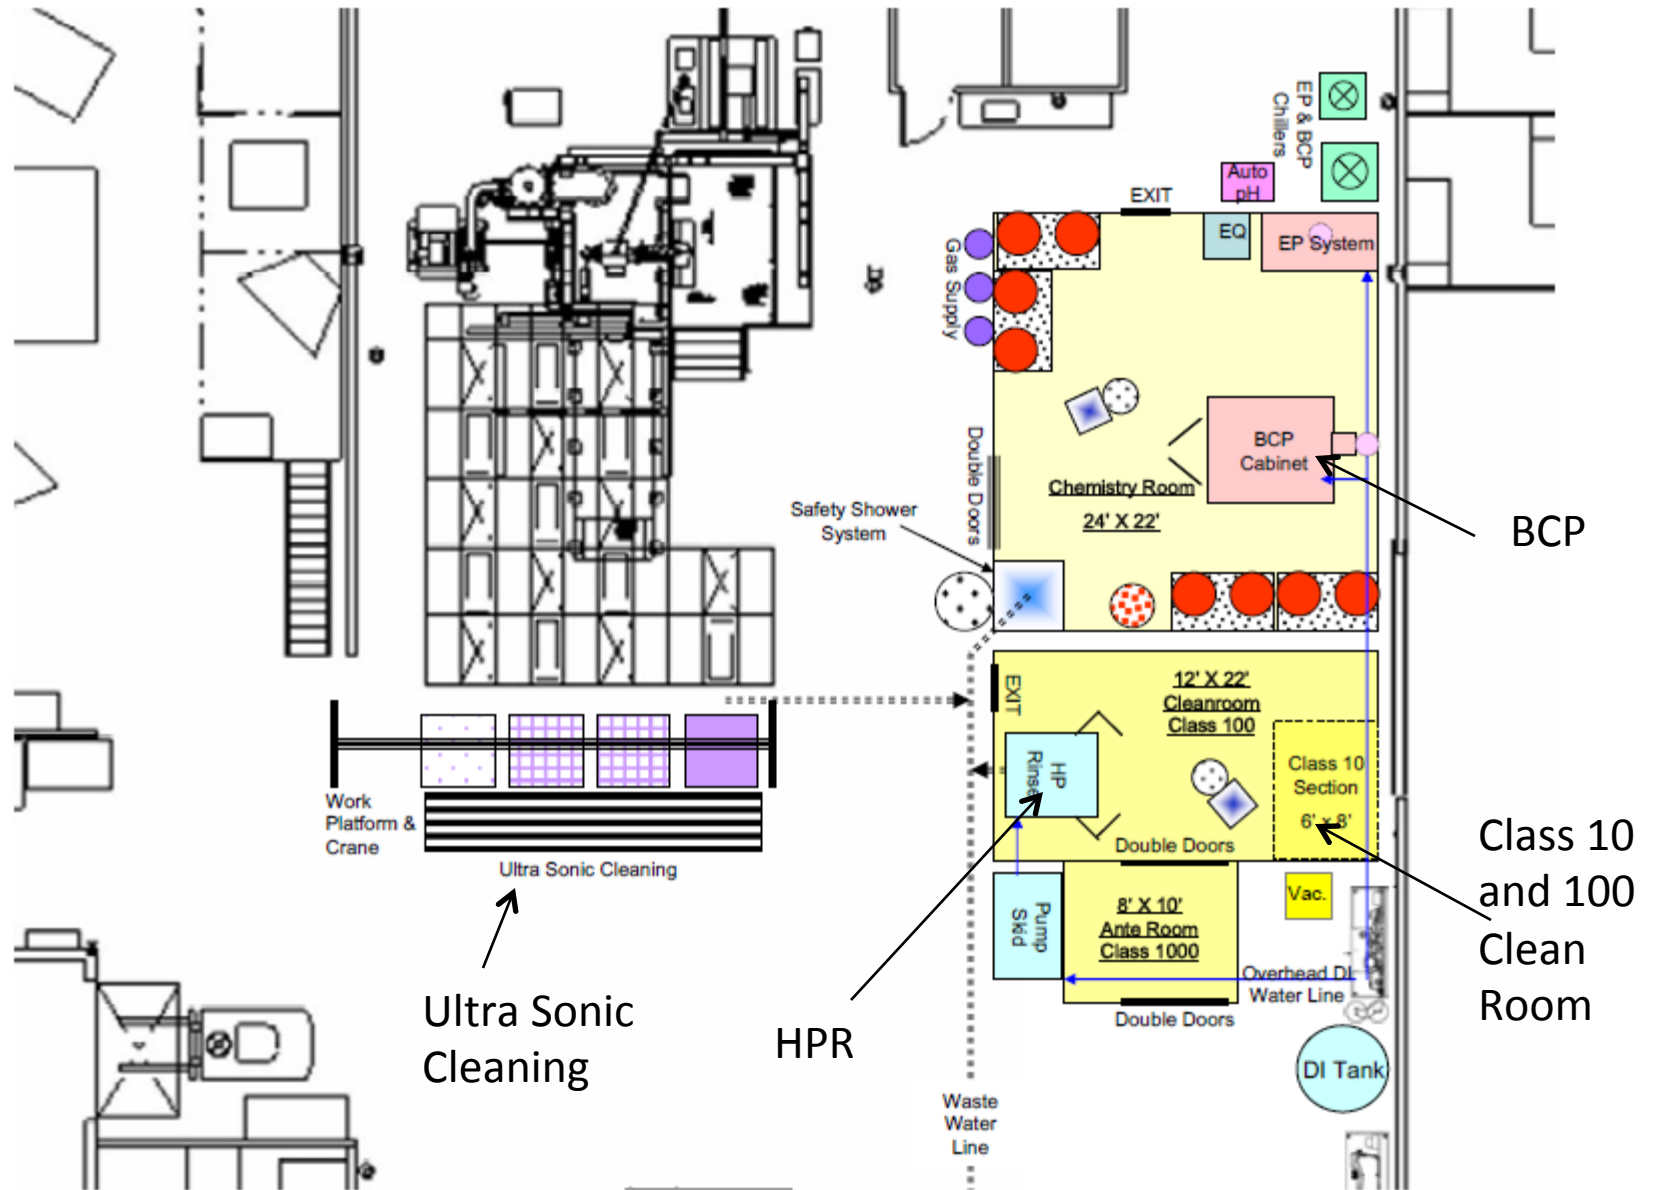 EP & BCP
Chillers
Auto
pH
EXIT
EQ
EP System
Gas Supply
BCP
Cabinet
Double Doors
Chemistry Room
24' X 22'
Safety Shower
System
BCP
EXIT
12' X 22'
Cleanroom
Class 100
HP
Rinse
Class 10
Section
6' x 8'
Work
Platform &
Crane
Ultra Sonic Cleaning
Double Doors
Class 10
and 100
Clean
Room
Pump
Skid
8' X 10'
Ante Room
Class 1000
Vac.
Overhead DI
Water Line
Double Doors
Ultra Sonic
Cleaning
HPR
DI Tank
Waste
Water
Line